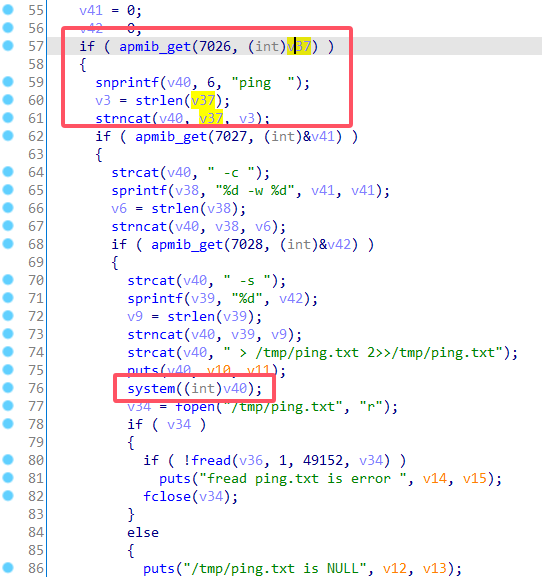 55 v41 = 0;
56 v42 = 0;
57 if ( apmib_get(7026, (int)v37) )
58 {
59 snprintf(v40, 6, "ping  ");
60 v3 = strlen(v37);
61 strncat(v40, v37, v3);
62 if ( apmib_get(7027, (int)&v41) )
63 {
64 strcat(v40, " -c ");
65 sprintf(v38, "%d -w %d", v41, v41);
66 v6 = strlen(v38);
67 strncat(v40, v38, v6);
68 if ( apmib_get(7028, (int)&v42) )
69 {
70 strcat(v40, " -s ");
71 sprintf(v39, "%d", v42);
72 v9 = strlen(v39);
73 strncat(v40, v39, v9);
74 strcat(v40, " > /tmp/ping.txt 2>>/tmp/ping.txt");
75 puts(v40, v10, v11);
76 system((int)v40);
77 v34 = fopen("/tmp/ping.txt", "r");
78 if ( v34 )
79 {
80 if ( !fread(v36, 1, 49152, v34) )
81 puts("fread ping.txt is error ", v14, v15);
82 fclose(v34);
83 }
84 else
85 {
86 puts("/tmp/ping.txt is NULL", v12, v13);